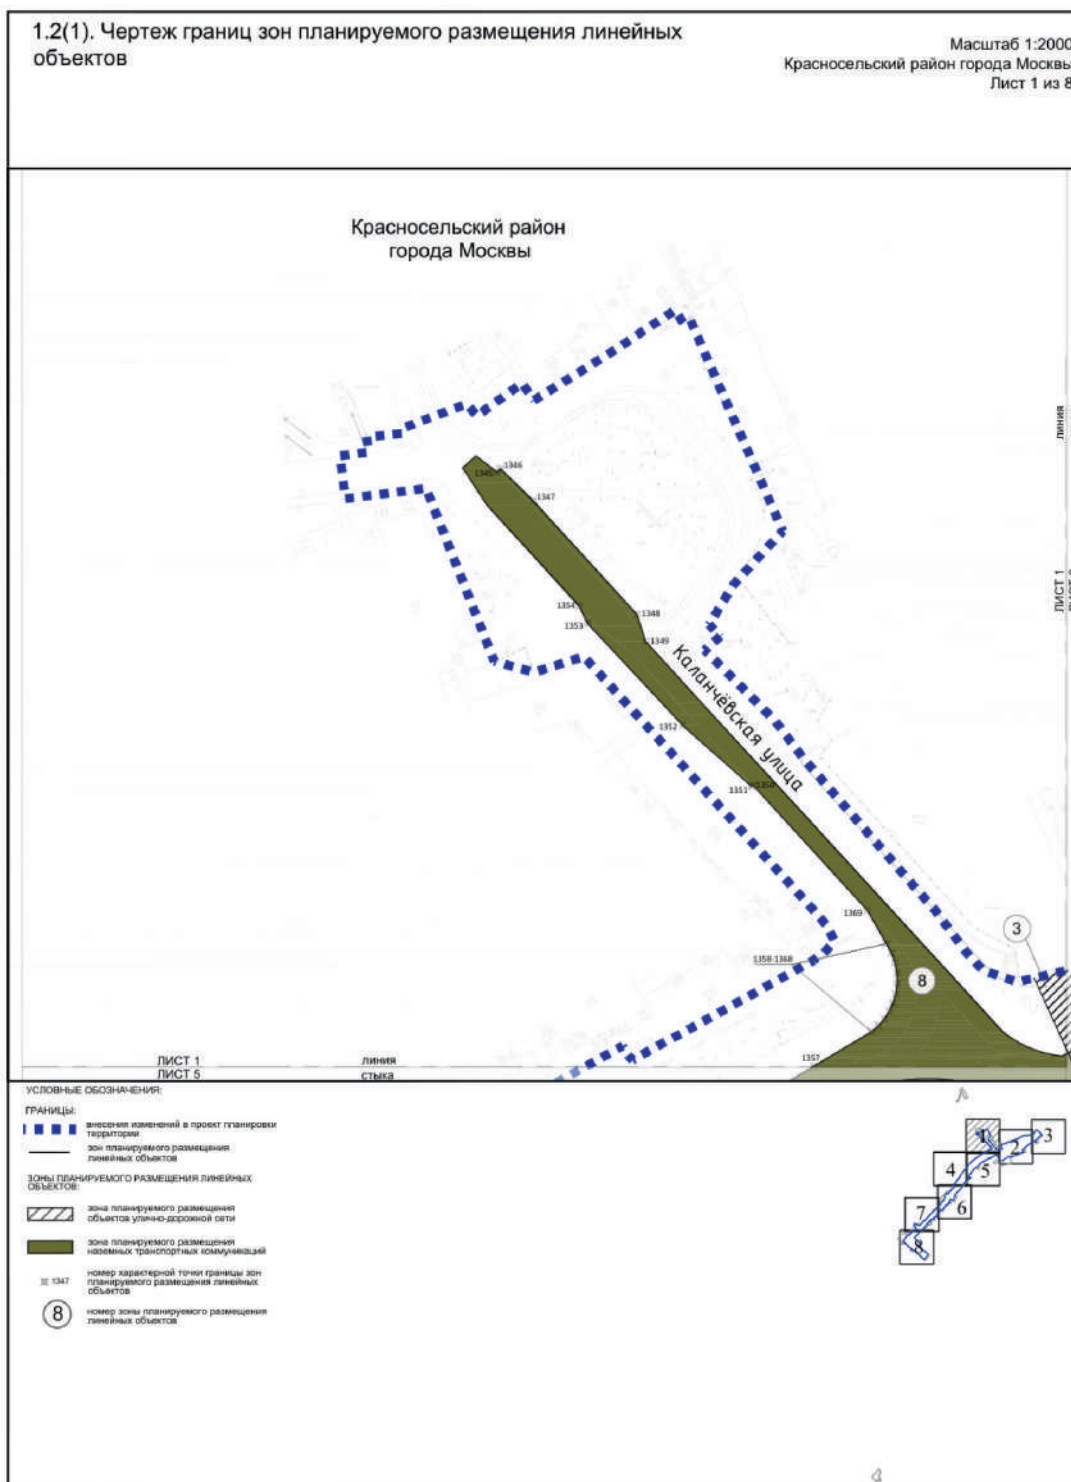 1.2(1). Чертеж границ зон планируемого размещения линейных
объектов
Масштаб 1:2000
Красносельский район города Москвы
Лист 1 из 8
Красносельский район
города Москвы
линия
ЛИСТ 1
1345
1346
1347
1354
1353
1348
1349
Каланчёвская улица
1352
1351
1350
1369
3
1358-1368
8
1357
ЛИСТ 1 линия
ЛИСТ 5 стыка
УСЛОВНЫЕ ОБОЗНАЧЕНИЯ:
ГРАНИЦЫ:
внесения изменений в проект планировки
территории
зон планируемого размещения
линейных объектов
ЗОНЫ ПЛАНИРУЕМОГО РАЗМЕЩЕНИЯ ЛИНЕЙНЫХ
ОБЪЕКТОВ:
зона планируемого размещения
объектов улично-дорожной сети
зона планируемого размещения
наземных транспортных коммуникаций
1347
номер характерной точки границы зон
планируемого размещения линейных
объектов
8
номер зоны планируемого размещения
линейных объектов
1
2
3
4
5
6
7
8